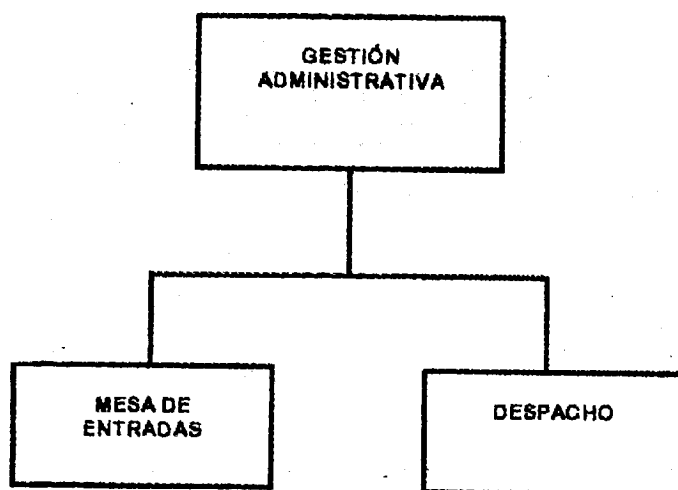 GESTIÓN
ADMINISTRATIVA
MESA DE
ENTRADAS
DESPACHO